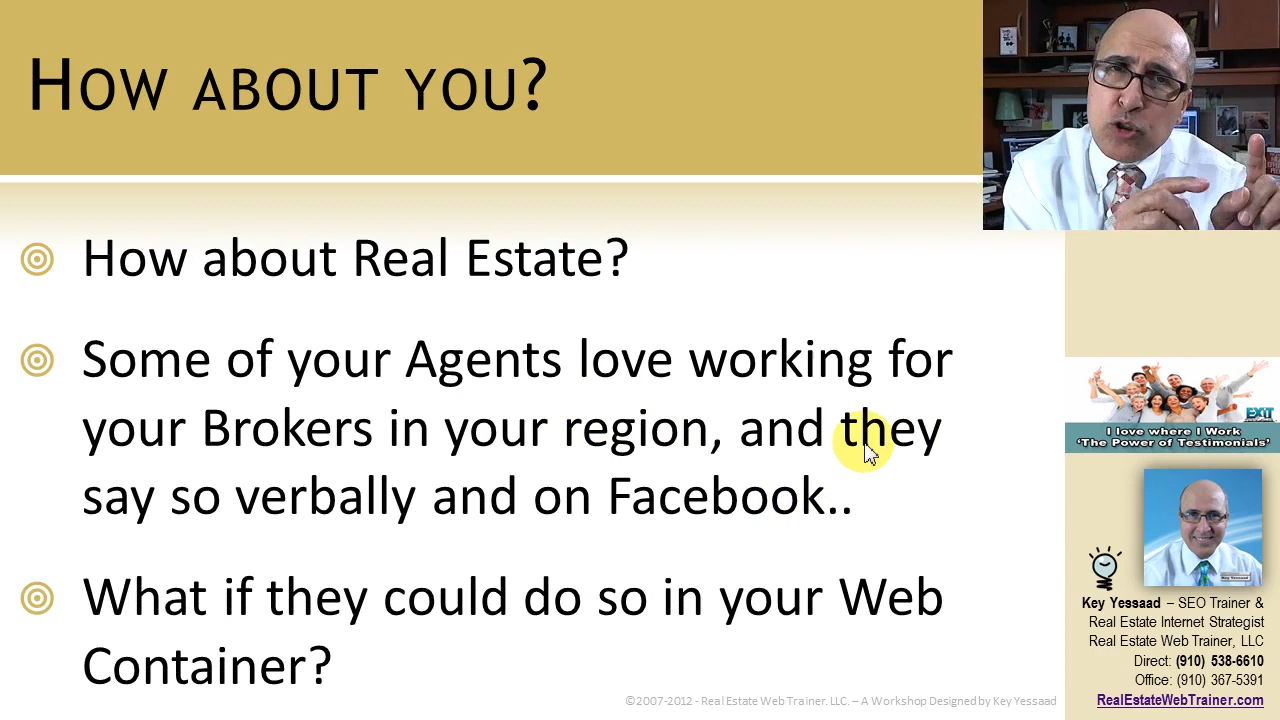 How about you?
How about Real Estate?
Some of your Agents love working for
your Brokers in your region, and they
say so verbally and on Facebook..
What if they could do so in your Web
Container?
EXIT
I love where I Work
'The Power of Testimonials'
Key Yessaad – SEO Trainer &
Real Estate Internet Strategist
Real Estate Web Trainer, LLC
Direct: (910) 538-6610
Office: (910) 367-5391
RealEstateWebTrainer.com
©2007-2012 - Real Estate Web Trainer. LLC. – A Workshop Designed by Key Yessaad